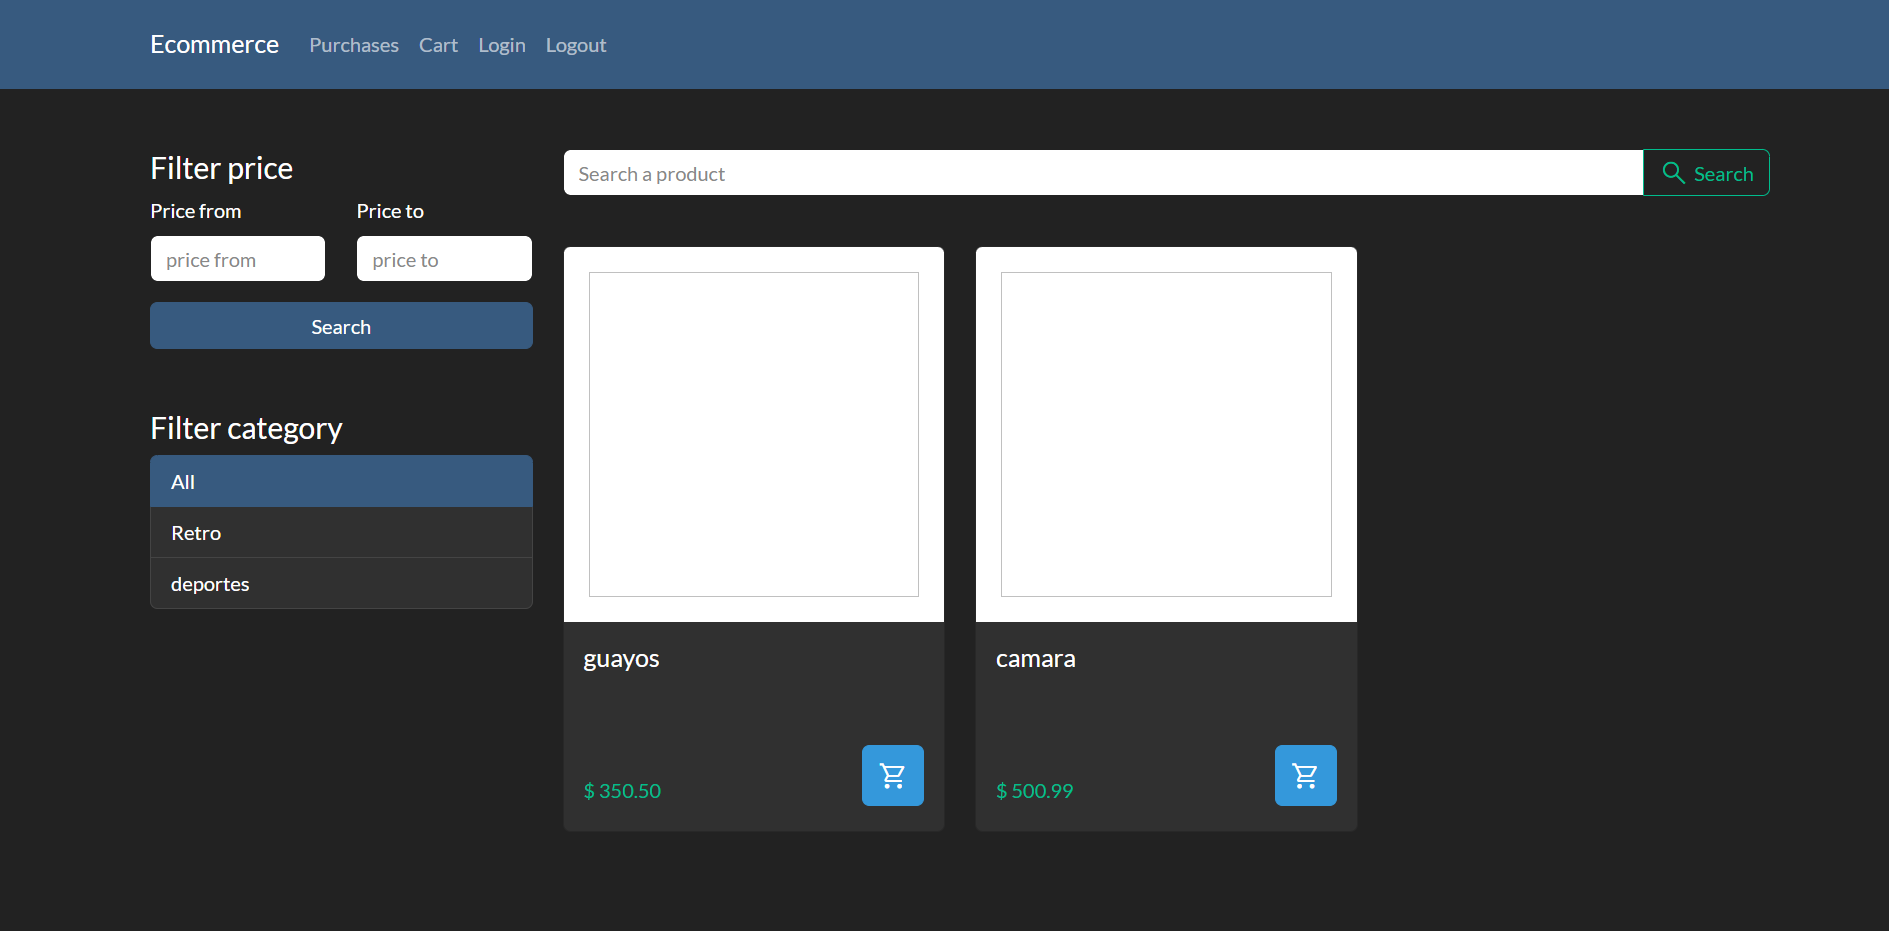 Ecommerce Purchases Cart Login Logout
Filter price
Price from Price to
price from price to
Search
Filter category
All
Retro
deportes
Search a product Search
guayos
$ 350.50
camara
$ 500.99